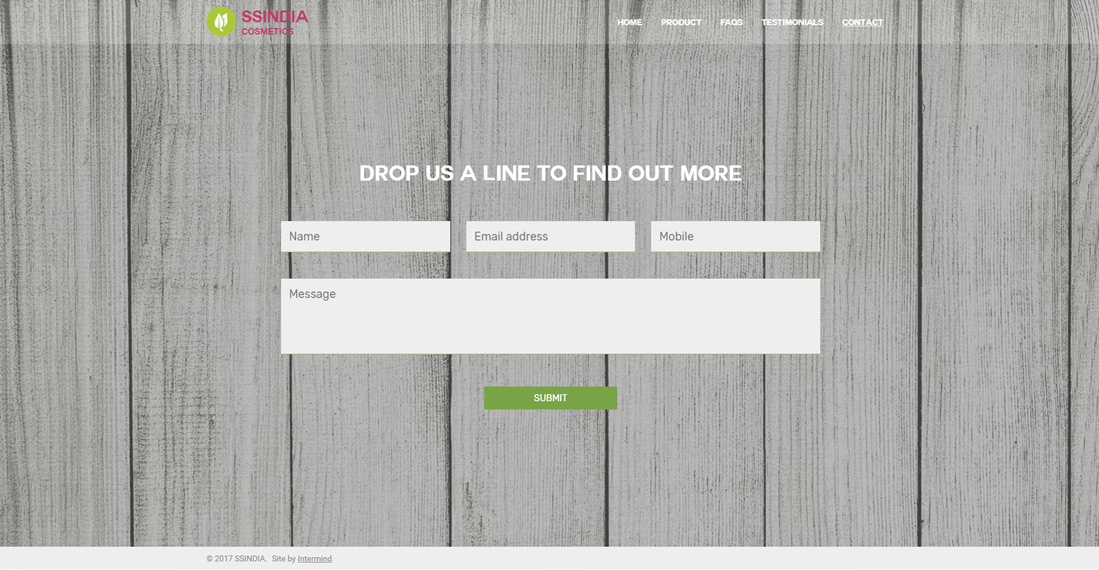 SSINDIA
COSMETICS
HOME PRODUCT FAQS TESTIMONIALS CONTACT
DROP US A LINE TO FIND OUT MORE
Name Email address Mobile
Message
SUBMIT
© 2017 SSINDIA. Site by Intermind